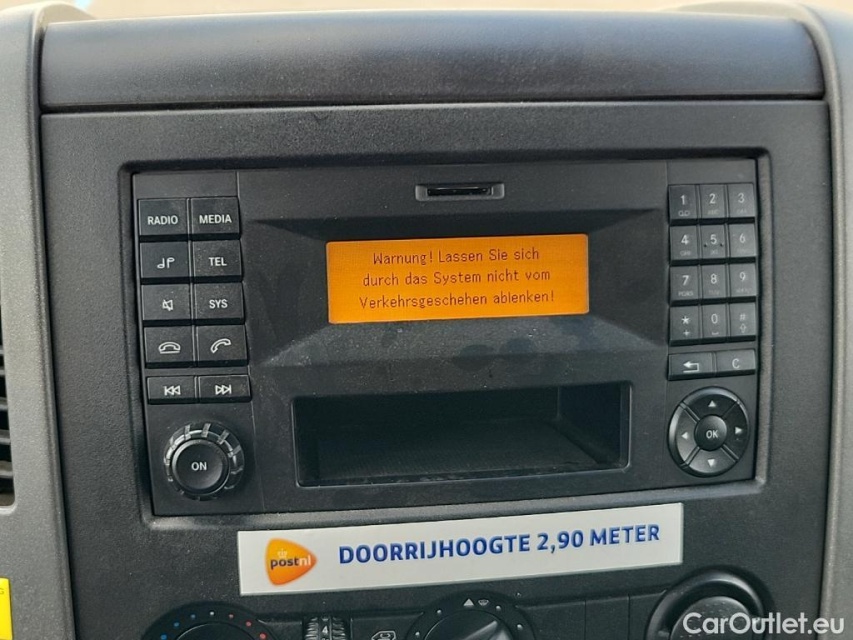 RADIO MEDIA
TEL
SYS
ON
Warnung! Lassen Sie sich
durch das System nicht vom
Verkehrsgeschehen ablenken!
1 2 3
4 5 6
7 8 9
* 0 #
+
C
OK
postnl
DOORRIJHOOGTE 2,90 METER
4
CarOutlet.eu